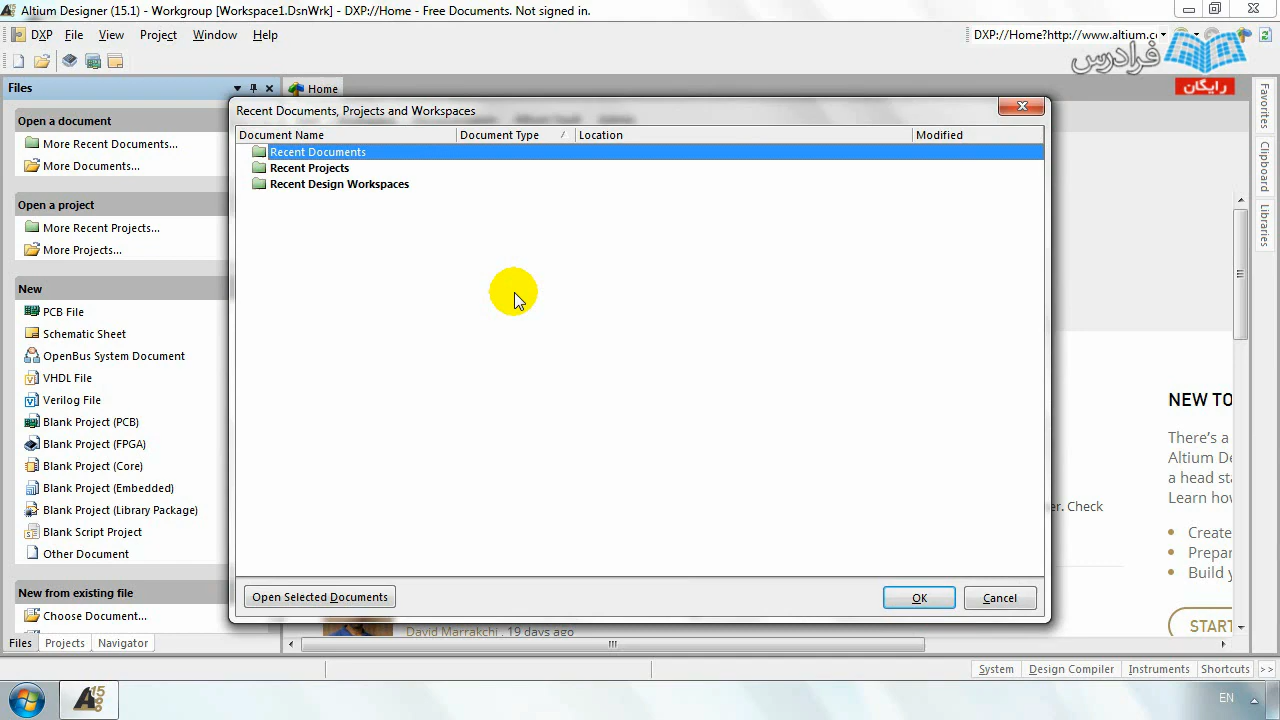 Altium Designer (15.1) - Workgroup [Workspace1.DsnWrk] - DXP://Home - Free Documents. Not signed in.
DXP File View Project Window Help
DXP://Home?http://www.altium.c
فرادرس
رایگان
Files
Home
Open a document
More Recent Documents...
More Documents...
Open a project
More Recent Projects...
More Projects...
New
PCB File
Schematic Sheet
OpenBus System Document
VHDL File
Verilog File
Blank Project (PCB)
Blank Project (FPGA)
Blank Project (Core)
Blank Project (Embedded)
Blank Project (Library Package)
Blank Script Project
Other Document
New from existing file
Choose Document...
Files Projects Navigator
Recent Documents, Projects and Workspaces
Document Name Document Type Location Modified
Recent Documents
Recent Projects
Recent Design Workspaces
Open Selected Documents OK Cancel
Favorites
Clipboard
Libraries
NEW TO
There's a
Altium De
a head sta
Learn how
er. Check
Create
Prepar
Build y
START
David Marrakchi , 19 days ago
System Design Compiler Instruments Shortcuts >>
EN